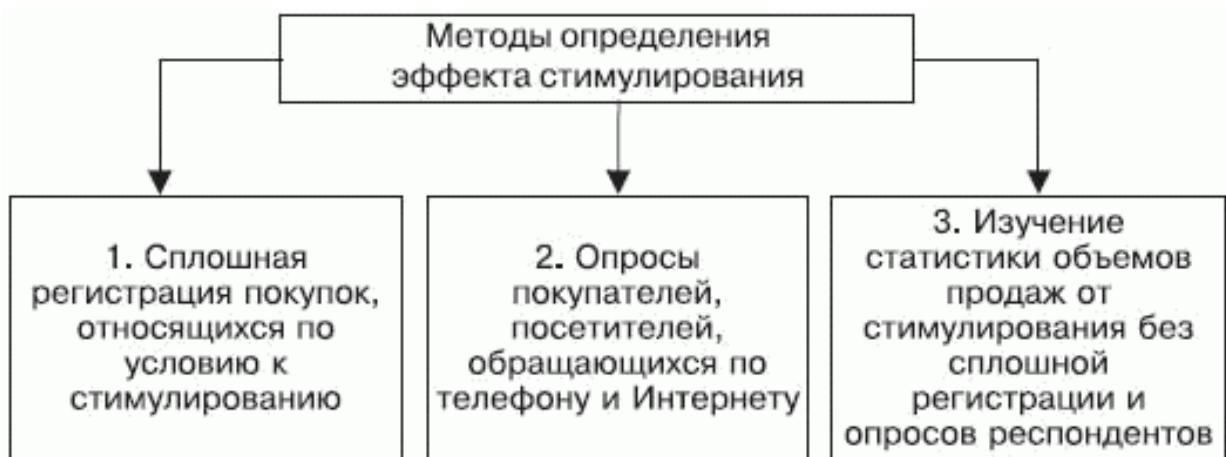 Методы определения
эффекта стимулирования
1. Сплошная
регистрация покупок,
относящихся по
условию к
стимулированию
2. Опросы
покупателей,
посетителей,
обращающихся по
телефону и Интернету
3. Изучение
статистики объемов
продаж от
стимулирования без
сплошной
регистрации и
опросов респондентов